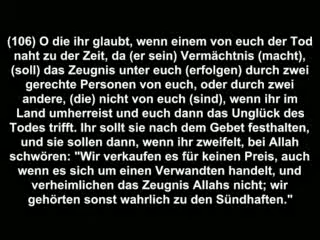 (106) O die ihr glaubt, wenn einem von euch der Tod
naht zu der Zeit, da (er sein) Vermächtnis (macht),
(soll) das Zeugnis unter euch (erfolgen) durch zwei
gerechte Personen von euch, oder durch zwei
andere, (die) nicht von euch (sind), wenn ihr im
Land umherreist und euch dann das Unglück des
Todes trifft. Ihr sollt sie nach dem Gebet festhalten,
und sie sollen dann, wenn ihr zweifelt, bei Allah
schwören: "Wir verkaufen es für keinen Preis, auch
wenn es sich um einen Verwandten handelt, und
verheimlichen das Zeugnis Allahs nicht; wir
gehörten sonst wahrlich zu den Sündhaften."